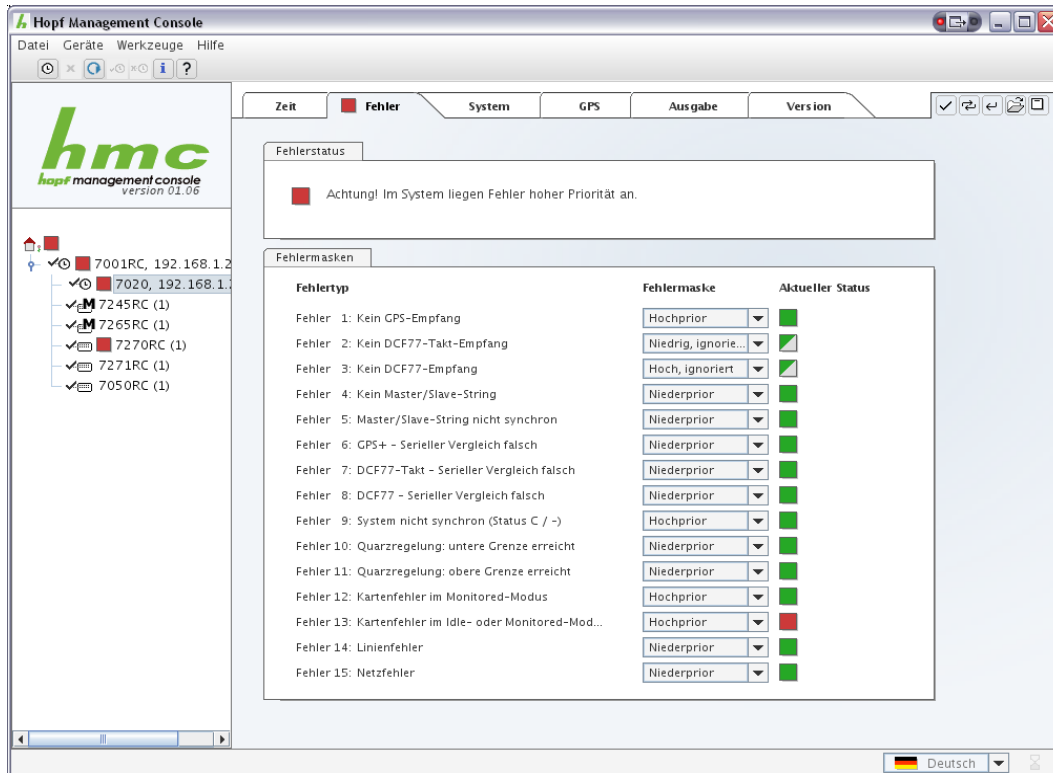 Hopf Management Console
Datei Geräte Werkzeuge Hilfe
hmc
hopf management console
version 01.06
7001RC, 192.168.1.2
7020, 192.168.1.
M 7245RC (1)
M 7265RC (1)
7270RC (1)
7271RC (1)
7050RC (1)
Zeit Fehler System GPS Ausgabe Version
Fehlerstatus
Achtung! Im System liegen Fehler hoher Priorität an.
Fehlermasken
Fehlertyp Fehlermaske Aktueller Status
Fehler 1: Kein GPS-Empfang Hochprior
Fehler 2: Kein DCF77-Takt-Empfang Niedrig, ignorie...
Fehler 3: Kein DCF77-Empfang Hoch, ignoriert
Fehler 4: Kein Master/Slave-String Niederprior
Fehler 5: Master/Slave-String nicht synchron Niederprior
Fehler 6: GPS+ - Serieller Vergleich falsch Niederprior
Fehler 7: DCF77-Takt - Serieller Vergleich falsch Niederprior
Fehler 8: DCF77 - Serieller Vergleich falsch Niederprior
Fehler 9: System nicht synchron (Status C / -) Hochprior
Fehler 10: Quarzregelung: untere Grenze erreicht Niederprior
Fehler 11: Quarzregelung: obere Grenze erreicht Niederprior
Fehler 12: Kartenfehler im Monitored-Modus Hochprior
Fehler 13: Kartenfehler im Idle- oder Monitored-Mod... Hochprior
Fehler 14: Linienfehler Niederprior
Fehler 15: Netzfehler Niederprior
Deutsch